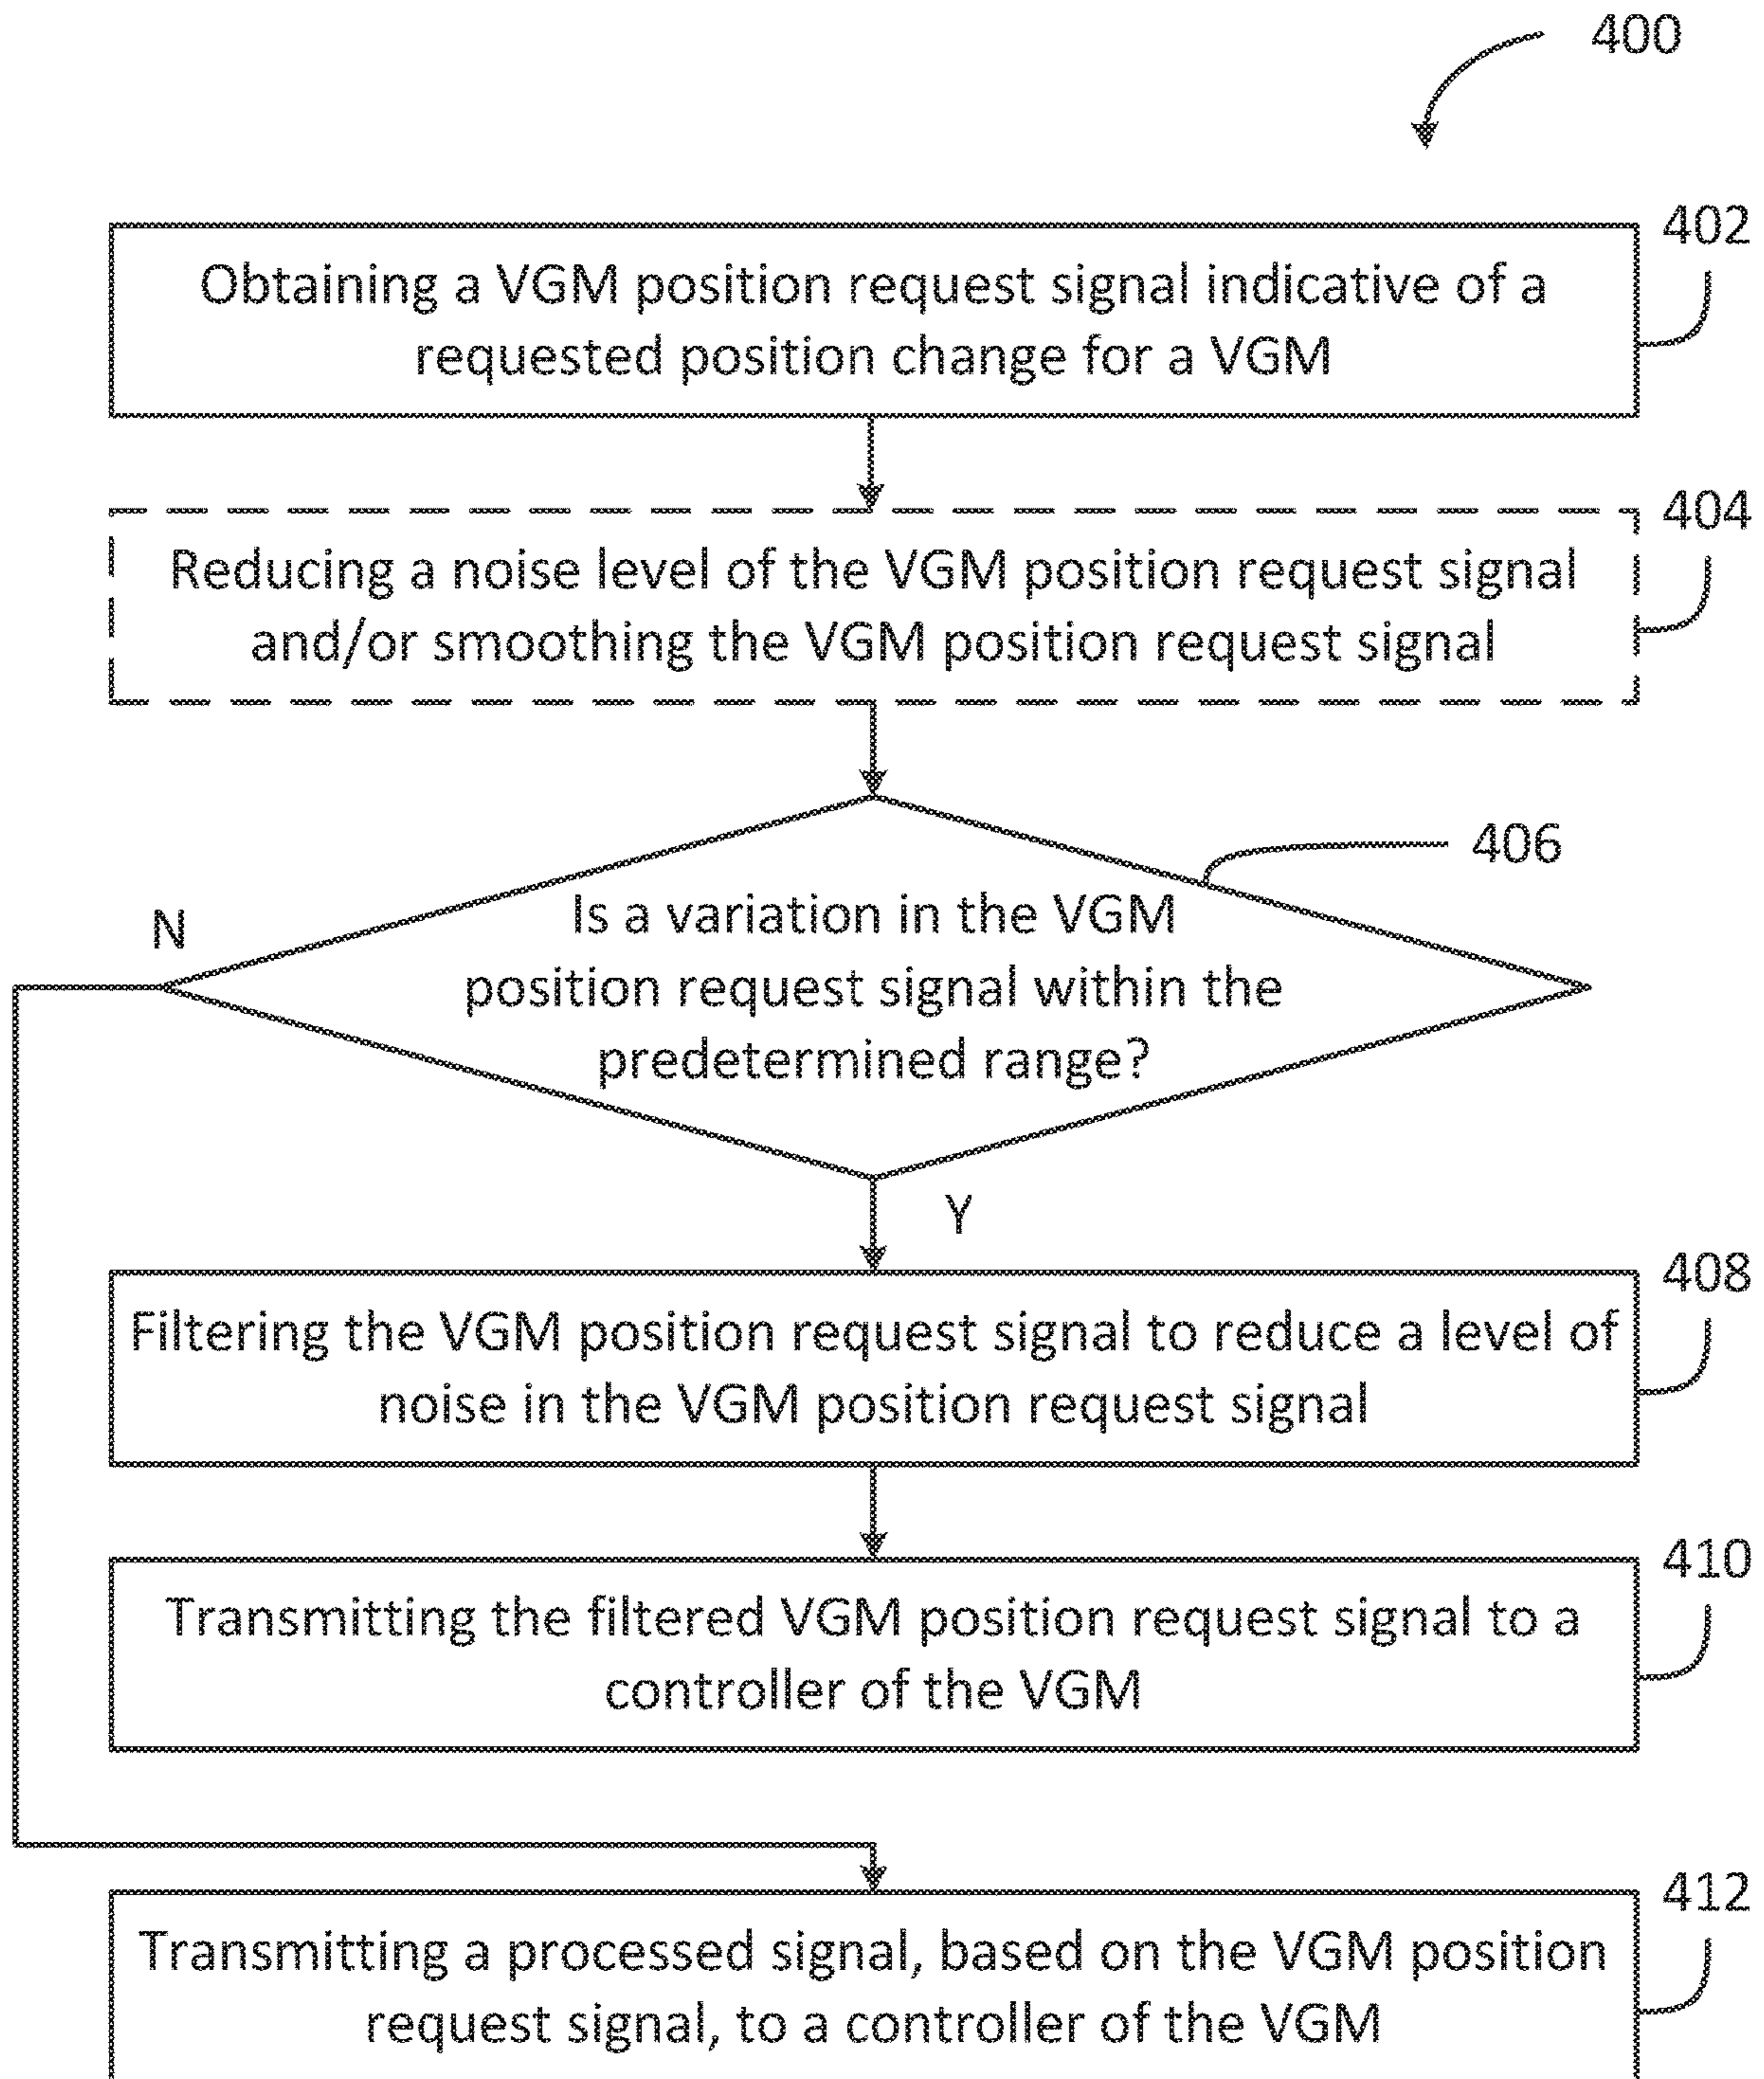 400
402
Obtaining a VGM position request signal indicative of a
requested position change for a VGM
404
Reducing a noise level of the VGM position request signal
and/or smoothing the VGM position request signal
406
N
Is a variation in the VGM
position request signal within the
predetermined range?
Y
408
Filtering the VGM position request signal to reduce a level of
noise in the VGM position request signal
410
Transmitting the filtered VGM position request signal to a
controller of the VGM
412
Transmitting a processed signal, based on the VGM position
request signal, to a controller of the VGM